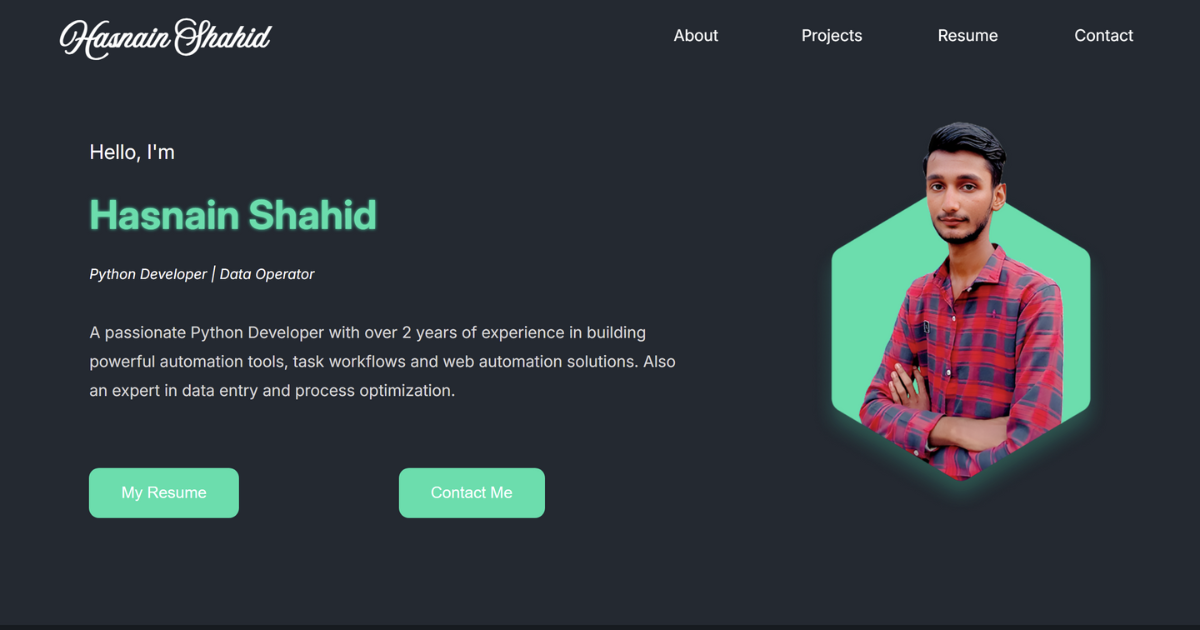 Hasnain Shahid
About Projects Resume Contact
Hello, I'm
Hasnain Shahid
Python Developer | Data Operator
A passionate Python Developer with over 2 years of experience in building
powerful automation tools, task workflows and web automation solutions. Also
an expert in data entry and process optimization.
My Resume Contact Me